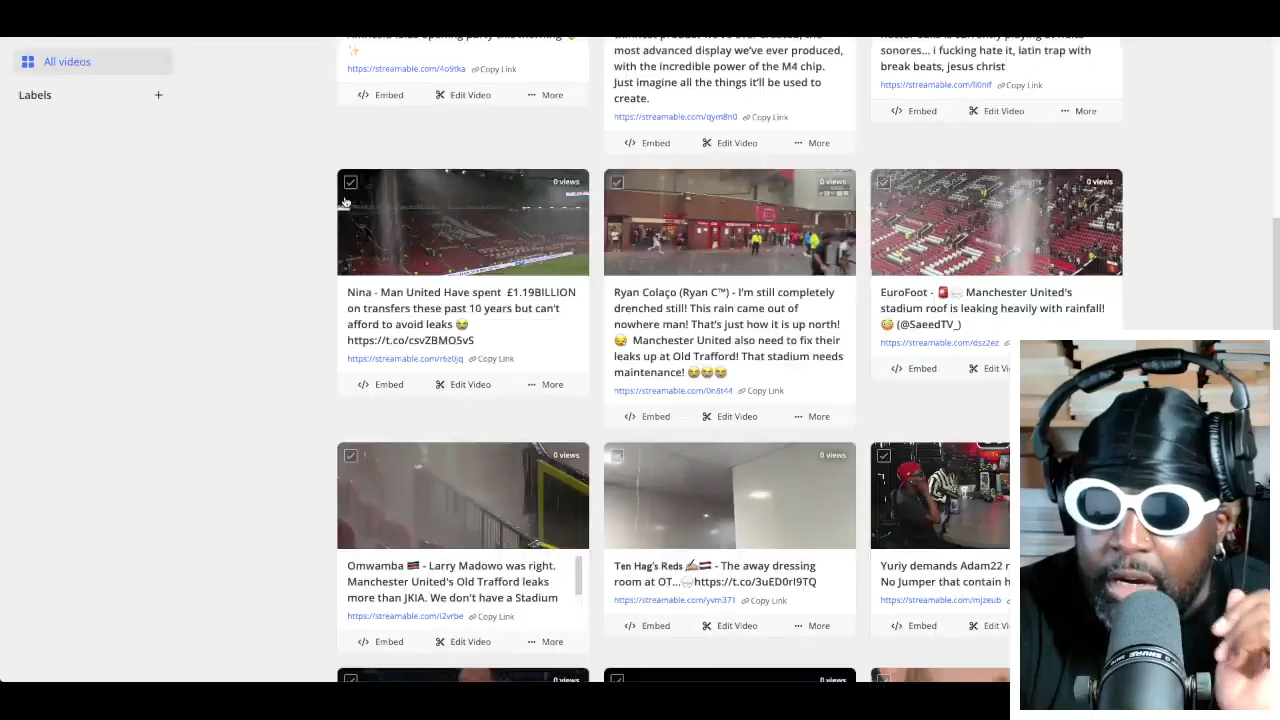 All videos
Labels
https://streamable.com/4o9tka Copy Link
Embed Edit Video More
most advanced display we've ever produced,
with the incredible power of the M4 chip.
Just imagine all the things it'll be used to
create.
https://streamable.com/qym8n0 Copy Link
Embed Edit Video More
sonores... i fucking hate it, latin trap with
break beats, jesus christ
Copy Link
Embed Edit Video More
0 views
Nina - Man United Have spent £1.19BILLION
on transfers these past 10 years but can't
afford to avoid leaks 😂
https://t.co/csvZBMO5vS
https://streamable.com/r6z0jq Copy Link
Embed Edit Video More
0 views
Ryan Colaço (Ryan C™) - I'm still completely
drenched still! This rain came out of
nowhere man! That's just how it is up north!
😪 Manchester United also need to fix their
leaks up at Old Trafford! That stadium needs
maintenance! 😂😂😂
https://streamable.com/0n8t44 Copy Link
Embed Edit Video More
0 views
EuroFoot - 🚨🌧️ Manchester United's
stadium roof is leaking heavily with rainfall!
😳 (@SaeedTV_)
https://streamable.com/dsz2ez
Embed Edit Vi
0 views
Omwamba 🇰🇪 - Larry Madowo was right.
Manchester United's Old Trafford leaks
more than JKIA. We don't have a Stadium
https://streamable.com/i2vrbe Copy Link
Embed Edit Video More
0 views
Ten Hag's Reds ✍🏼🇳🇱 - The away dressing
room at OT...🌧️https://t.co/3uED0rI9TQ
https://streamable.com/yvm371 Copy Link
Embed Edit Video More
Yuriy demands Adam22 r
No Jumper that contain h
https://streamable.com/mjzeub
Embed Edit Vi
0 views
0 views
SHURE